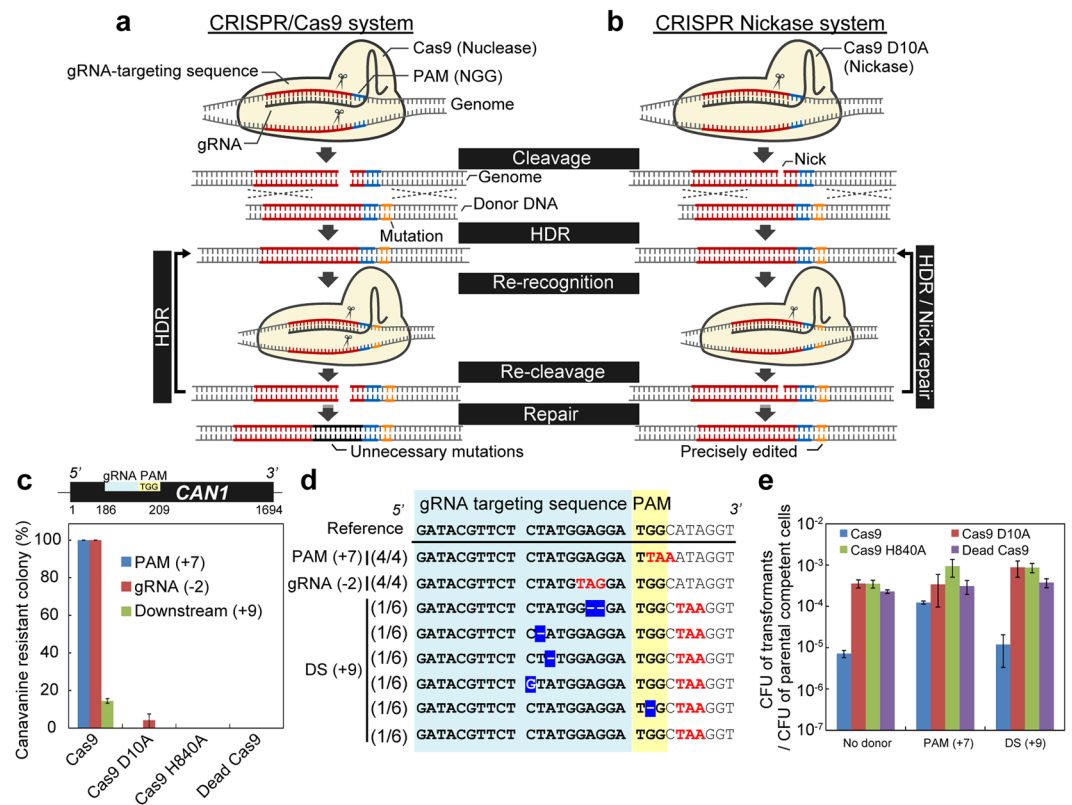 a CRISPR/Cas9 system
b CRISPR Nickase system
Cas9 (Nuclease)
gRNA-targeting sequence
PAM (NGG)
Genome
gRNA
Cas9 D10A
(Nickase)
Cleavage
Nick
Genome
Donor DNA
Mutation
HDR
Re-recognition
HDR
HDR / Nick repair
Re-cleavage
Repair
Unnecessary mutations
Precisely edited
c
5' 3'
gRNA PAM
TGG
CAN1
1 186 209 1694
Canavanine resistant colony (%)
100
80
60
40
20
0
PAM (+7)
gRNA (-2)
Downstream (+9)
Cas9
Cas9 D10A
Cas9 H840A
Dead Cas9
d
gRNA targeting sequence PAM
5' 3'
Reference GATACGTTCT CTATGGAGGA TGGCATAGGT
PAM (+7) (4/4) GATACGTTCT CTATGGAGGA TTAAATAGGT
gRNA (-2) (4/4) GATACGTTCT CTATGTAGGA TGGCATAGGT
(1/6) GATACGTTCT CTATGG--GA TGGCTAAGGT
(1/6) GATACGTTCT C-ATGGAGGA TGGCTAAGGT
DS (+9) (1/6) GATACGTTCT CT-TGGAGGA TGGCTAAGGT
(1/6) GATACGTTCT GTATGGAGGA TGGCTAAGGT
(1/6) GATACGTTCT CTATGGAGGA T-GCTAAGGT
(1/6) GATACGTTCT CTATGGAGGA TGGCTAAGGT
e
CFU of transformants
/ CFU of parental competent cells
10-2
10-3
10-4
10-5
10-6
10-7
Cas9 Cas9 D10A
Cas9 H840A Dead Cas9
No donor PAM (+7) DS (+9)